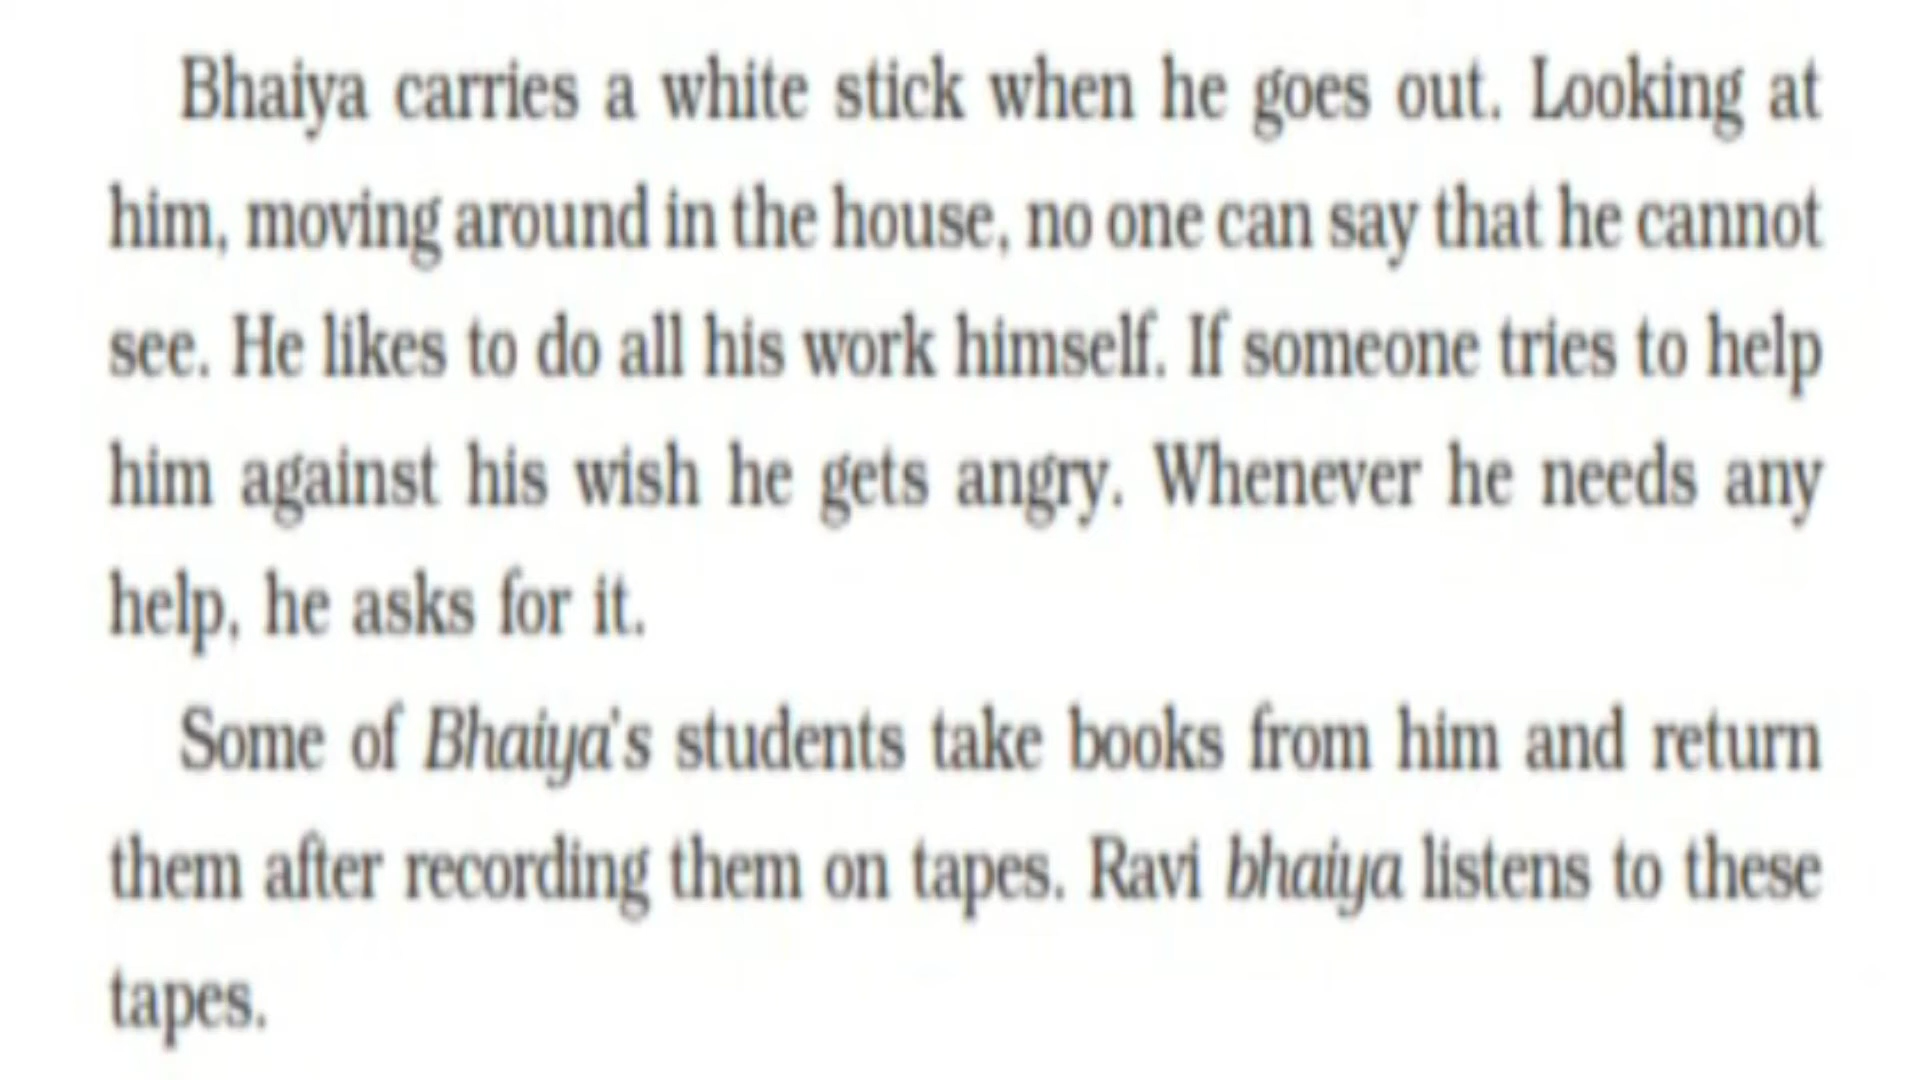 Bhaiya carries a white stick when he goes out. Looking at
him, moving around in the house, no one can say that he cannot
see. He likes to do all his work himself. If someone tries to help
him against his wish he gets angry. Whenever he needs any
help, he asks for it.
Some of Bhaiya's students take books from him and return
them after recording them on tapes. Ravi bhaiya listens to these
tapes.